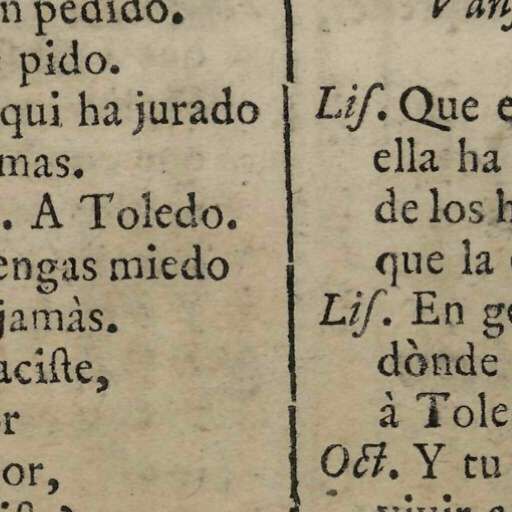 pedido.
pido.
qui ha jurado
mas.
. A Toledo.
engas miedo
jamàs.
aciſte,
or,
Liſ. Que
ella ha
de los
que la
Liſ. En
dònde
à Tole
Oct. Y tu